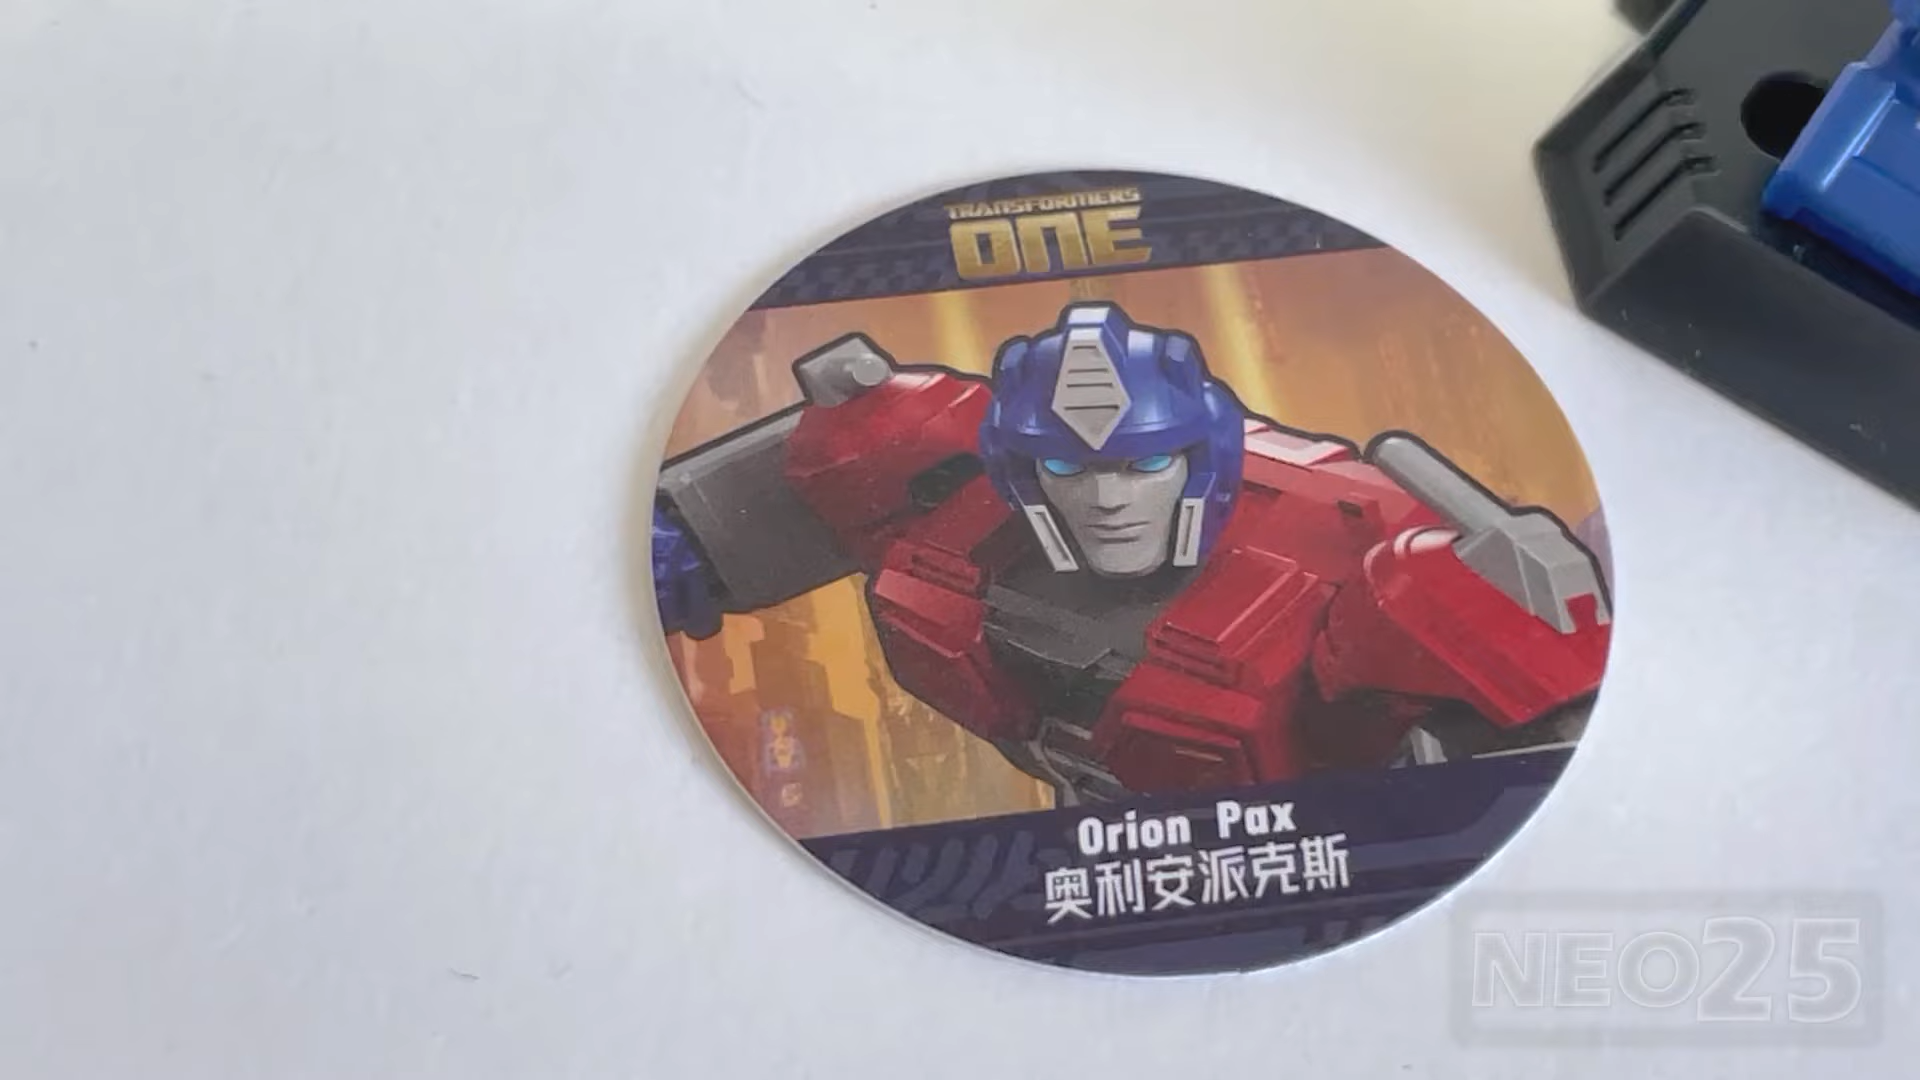 TRANSFORMERS
ONE
Orion Pax
奥利安派克斯
NEO25